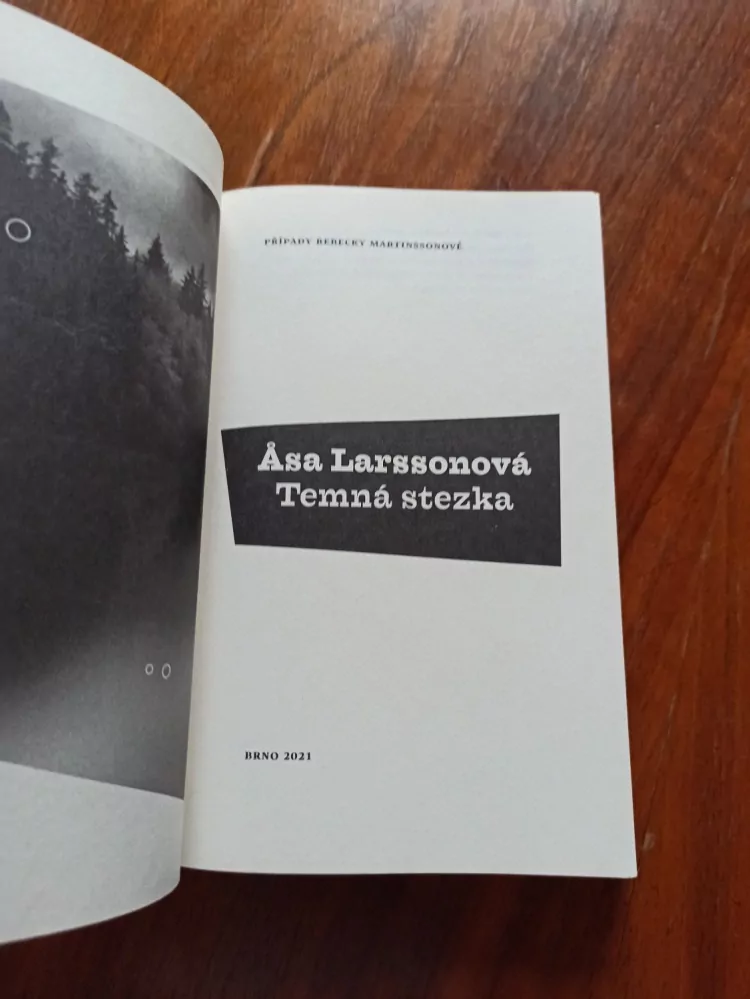 PŘÍPADY REBECKY MARTINSSONOVÉ
Åsa Larssonová
Temná stezka
BRNO 2021